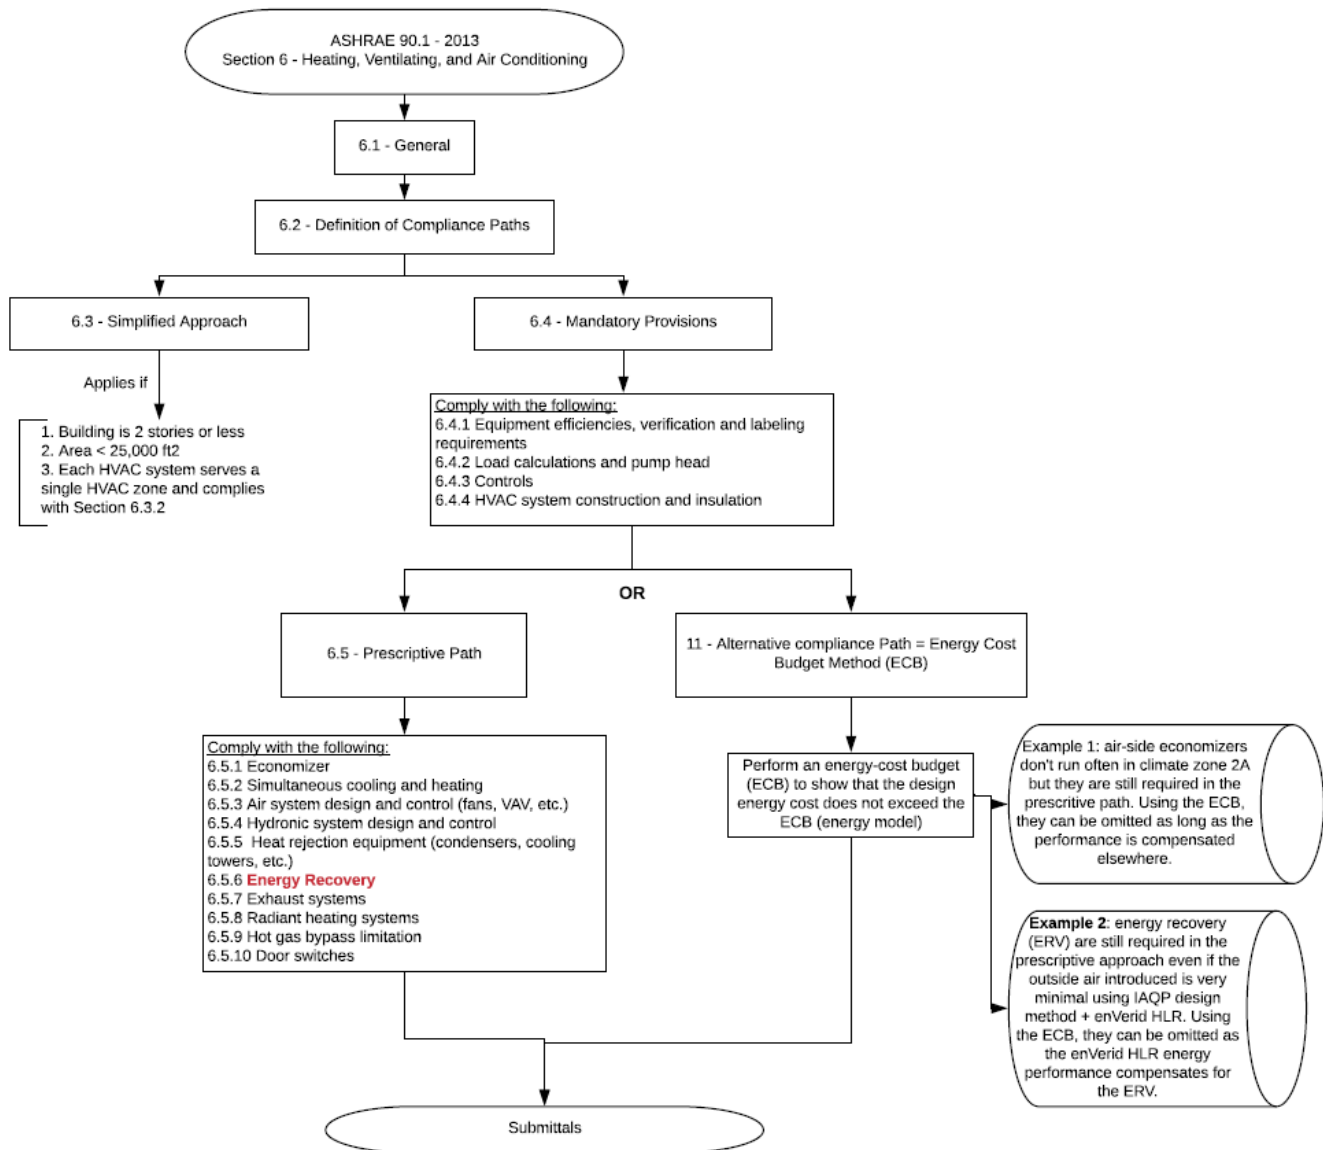 ASHRAE 90.1 - 2013
Section 6 - Heating, Ventilating, and Air Conditioning
6.1 - General
6.2 - Definition of Compliance Paths
6.3 - Simplified Approach
6.4 - Mandatory Provisions
Applies if
1. Building is 2 stories or less
2. Area < 25,000 ft2
3. Each HVAC system serves a
single HVAC zone and complies
with Section 6.3.2
Comply with the following:
6.4.1 Equipment efficiencies, verification and labeling
requirements
6.4.2 Load calculations and pump head
6.4.3 Controls
6.4.4 HVAC system construction and insulation
OR
6.5 - Prescriptive Path
11 - Alternative compliance Path = Energy Cost
Budget Method (ECB)
Comply with the following:
6.5.1 Economizer
6.5.2 Simultaneous cooling and heating
6.5.3 Air system design and control (fans, VAV, etc.)
6.5.4 Hydronic system design and control
6.5.5  Heat rejection equipment (condensers, cooling
towers, etc.)
6.5.6 Energy Recovery
6.5.7 Exhaust systems
6.5.8 Radiant heating systems
6.5.9 Hot gas bypass limitation
6.5.10 Door switches
Perform an energy-cost budget
(ECB) to show that the design
energy cost does not exceed the
ECB (energy model)
Example 1: air-side economizers
don't run often in climate zone 2A
but they are still required in the
prescritive path. Using the ECB,
they can be omitted as long as the
performance is compensated
elsewhere.
Example 2: energy recovery
(ERV) are still required in the
prescriptive approach even if the
outside air introduced is very
minimal using IAQP design
method + enVerid HLR. Using
the ECB, they can be omitted as
the enVerid HLR energy
performance compensates for
the ERV.
Submittals